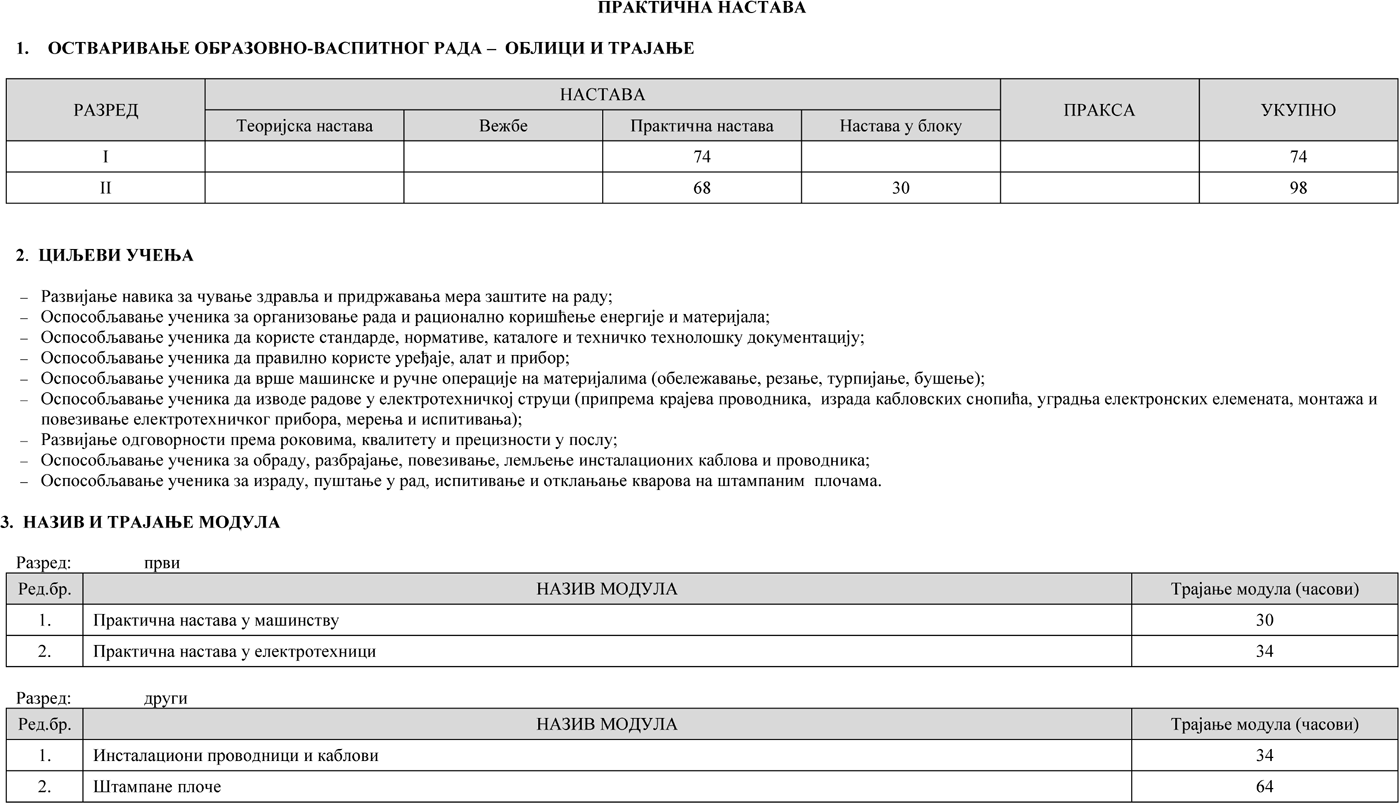 ПРАКТИЧНА НАСТАВА
1. ОСТВАРИВАЊЕ ОБРАЗОВНО-ВАСПИТНОГ РАДА – ОБЛИЦИ И ТРАЈАЊЕ
РАЗРЕД НАСТАВА ПРАКСА УКУПНО
Теоријска настава Вежбе Практична настава Настава у блоку
I 74 74
II 68 30 98
2. ЦИЉЕВИ УЧЕЊА
– Развијање навика за чување здравља и придржавања мера заштите на раду;
– Оспособљавање ученика за организовање рада и рационално коришћење енергије и материјала;
– Оспособљавање ученика да користе стандарде, нормативе, каталоге и техничко технолошку документацију;
– Оспособљавање ученика да правилно користе уређаје, алат и прибор;
– Оспособљавање ученика да врше машинске и ручне операције на материјалима (обележавање, резање, турпијање, бушење);
– Оспособљавање ученика да изводе радове у електротехничкој струци (припрема крајева проводника, израда кабловских снопића, уградња електронских елемената, монтажа и
повезивање електротехничког прибора, мерења и испитивања);
– Развијање одговорности према роковима, квалитету и прецизности у послу;
– Оспособљавање ученика за обраду, разбрајање, повезивање, лемљење инсталационих каблова и проводника;
– Оспособљавање ученика за израду, пуштање у рад, испитивање и отклањање кварова на штампаним плочама.
3. НАЗИВ И ТРАЈАЊЕ МОДУЛА
Разред: први
Ред.бр. НАЗИВ МОДУЛА Трајање модула (часови)
1. Практична настава у машинству 30
2. Практична настава у електротехници 34
Разред: други
Ред.бр. НАЗИВ МОДУЛА Трајање модула (часови)
1. Инсталациони проводници и каблови 34
2. Штампане плоче 64